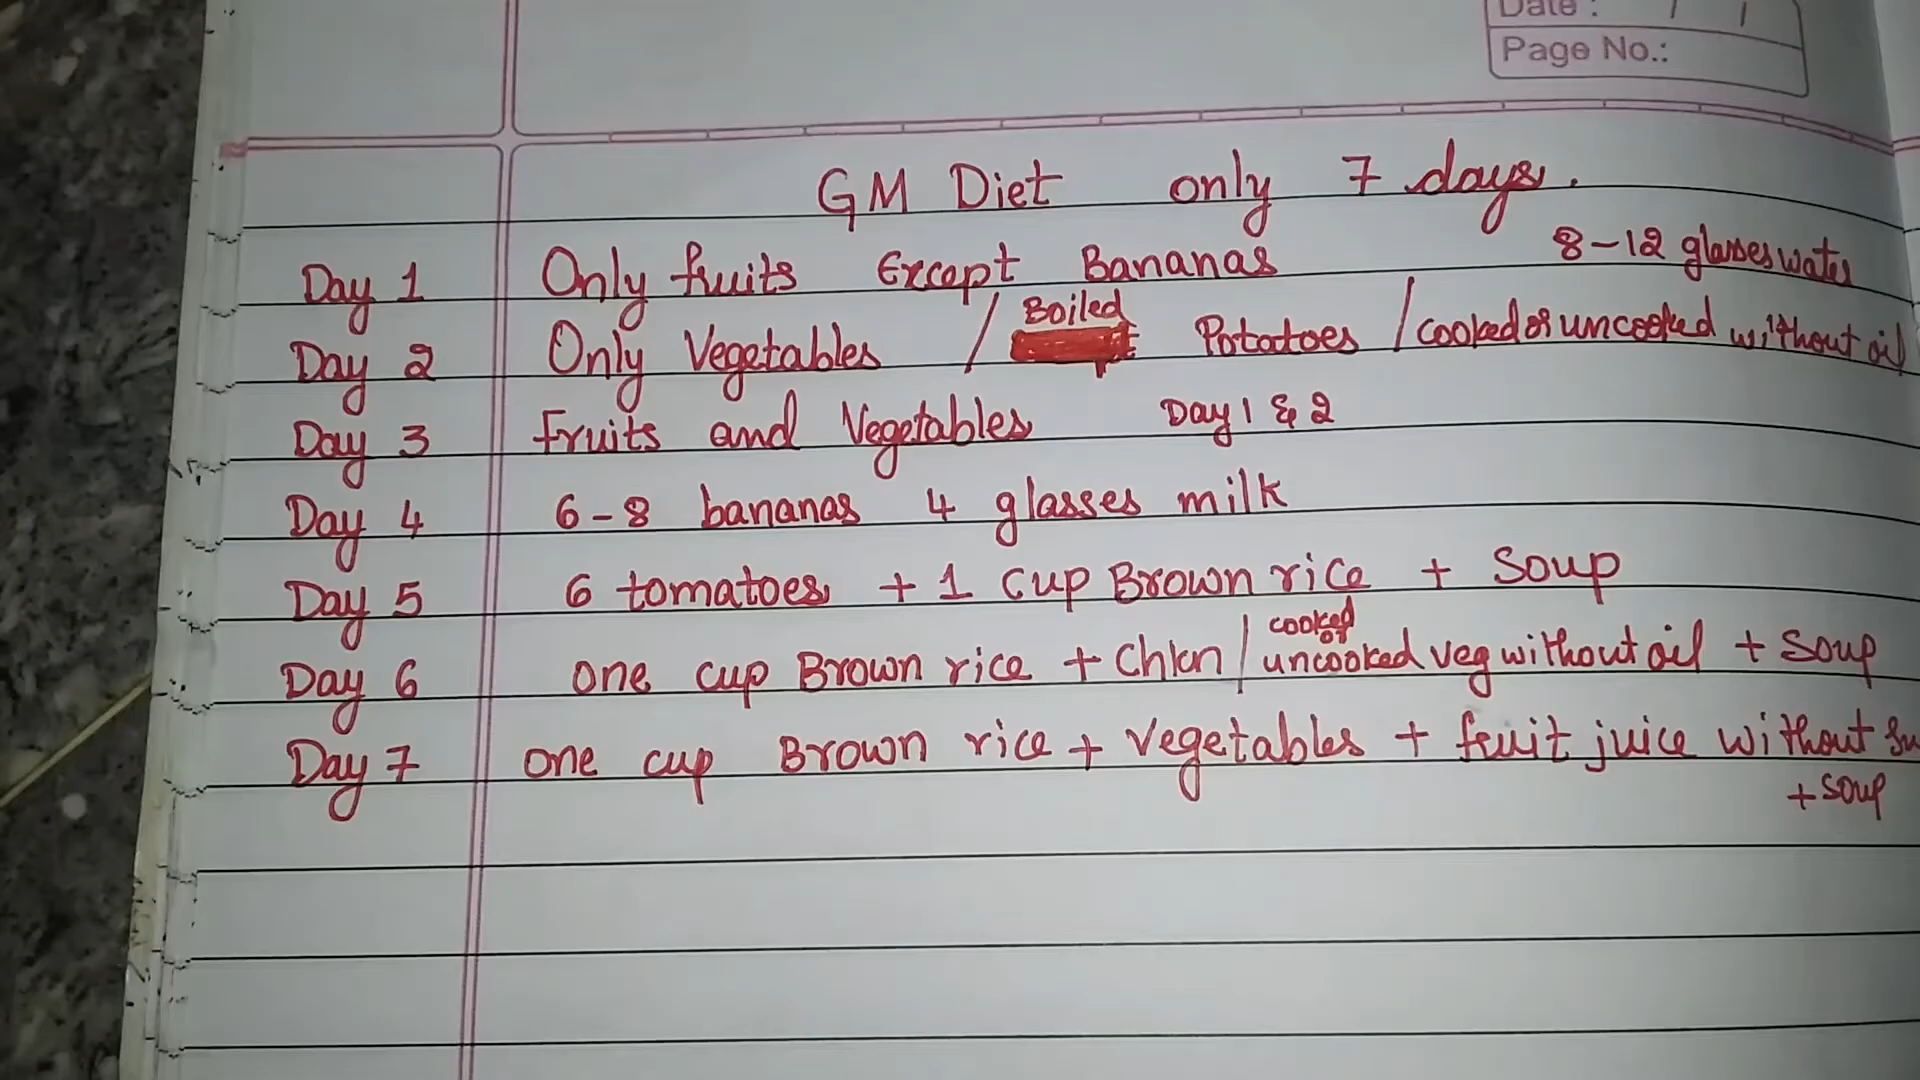 Date : / /
Page No.:
GM Diet only 7 days.
Day 1 Only fruits Except Bananas 8-12 glasses water
Day 2 Only Vegetables / Boiled Potatoes / cooked or uncooked without oil
Day 3 Fruits and Vegetables Day 1 & 2
Day 4 6-8 bananas 4 glasses milk
Day 5 6 tomatoes + 1 cup Brown rice + Soup
Day 6 one cup Brown rice + Chkn / cooked or uncooked veg without oil + Soup
Day 7 one cup Brown rice + Vegetables + fruit juice without
+ soup